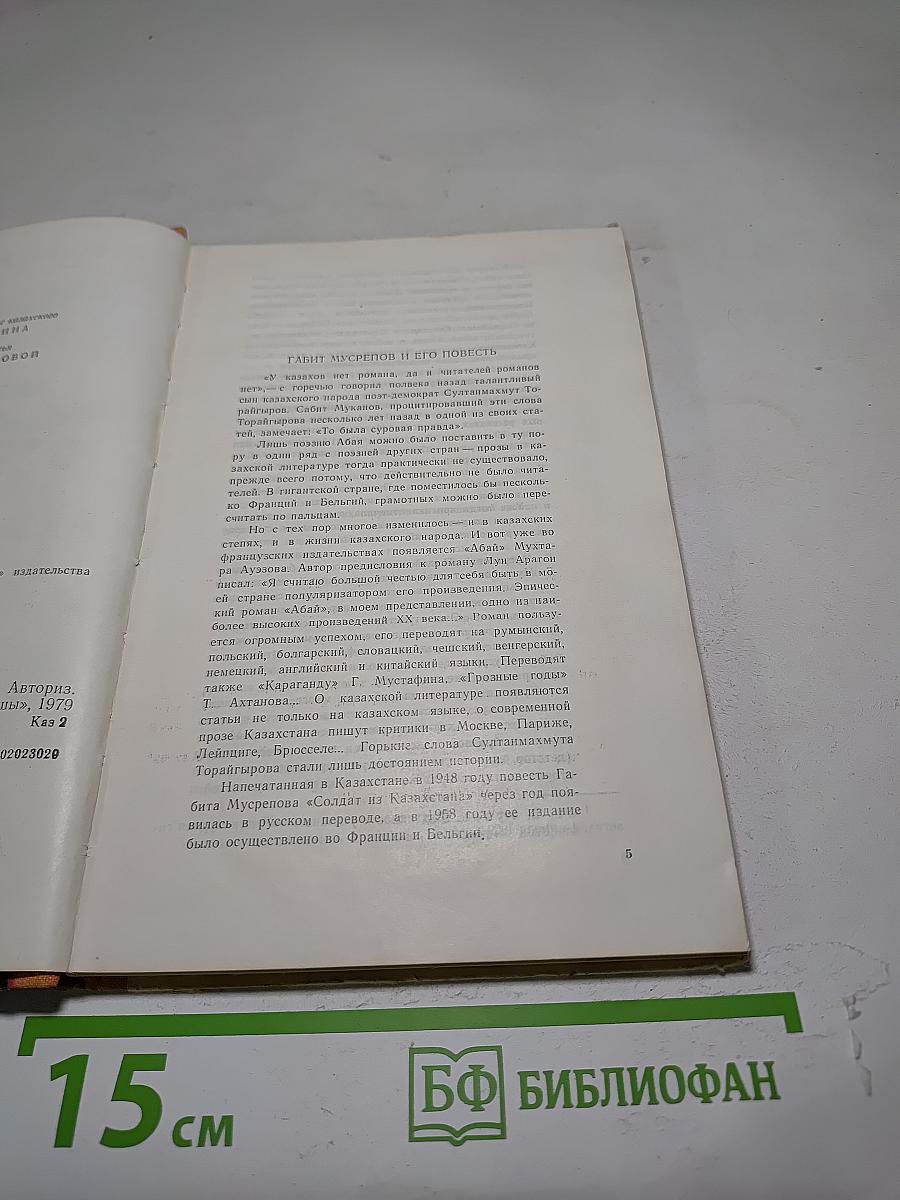 с казахского
ИНА
ья
ОВОЙ
» издательства
Авториз.
шы», 1979
Каз 2
02023020
ГАБИТ МУСРЕПОВ И ЕГО ПОВЕСТЬ
«У казахов нет романа, да и читателей романов
нет»,— с горечью говорил полвека назад талантливый
сын казахского народа поэт-демократ Султанмахмут То-
райгыров. Сабит Муканов, процитировавший эти слова
Торайгырова несколько лет назад в одной из своих ста-
тей, замечает: «То была суровая правда».
Лишь поэзию Абая можно было поставить в ту по-
ру в один ряд с поэзией других стран — прозы в ка-
захской литературе тогда практически не существовало,
прежде всего потому, что действительно не было чита-
телей. В гигантской стране, где поместилось бы несколь-
ко Франций и Бельгий, грамотных можно было пере-
считать по пальцам.
Но с тех пор многое изменилось — и в казахских
степях, и в жизни казахского народа. И вот уже во
французских издательствах появляется «Абай» Мухта-
ра Ауэзова. Автор предисловия к роману Луи Арагон
писал: «Я считаю большой честью для себя быть в мо-
ей стране популяризатором его произведения. Эпичес-
кий роман «Абай», в моем представлении, одно из наи-
более высоких произведений XX века...» Роман пользу-
ется огромным успехом, его переводят на румынский,
польский, болгарский, словацкий, чешский, венгерский,
немецкий, английский и китайский языки. Переводят
также «Караганду» Г. Мустафина, «Грозные годы»
Т. Ахтанова... О казахской литературе появляются
статьи не только на казахском языке, о современной
прозе Казахстана пишут критики в Москве, Париже,
Лейпциге, Брюсселе... Горькие слова Султанмахмута
Торайгырова стали лишь достоянием истории.
Напечатанная в Казахстане в 1948 году повесть Га-
бита Мусрепова «Солдат из Казахстана» через год поя-
вилась в русском переводе, а в 1958 году ее издание
было осуществлено во Франции и Бельгии.
5
15 см
БФ БИБЛИОФАН